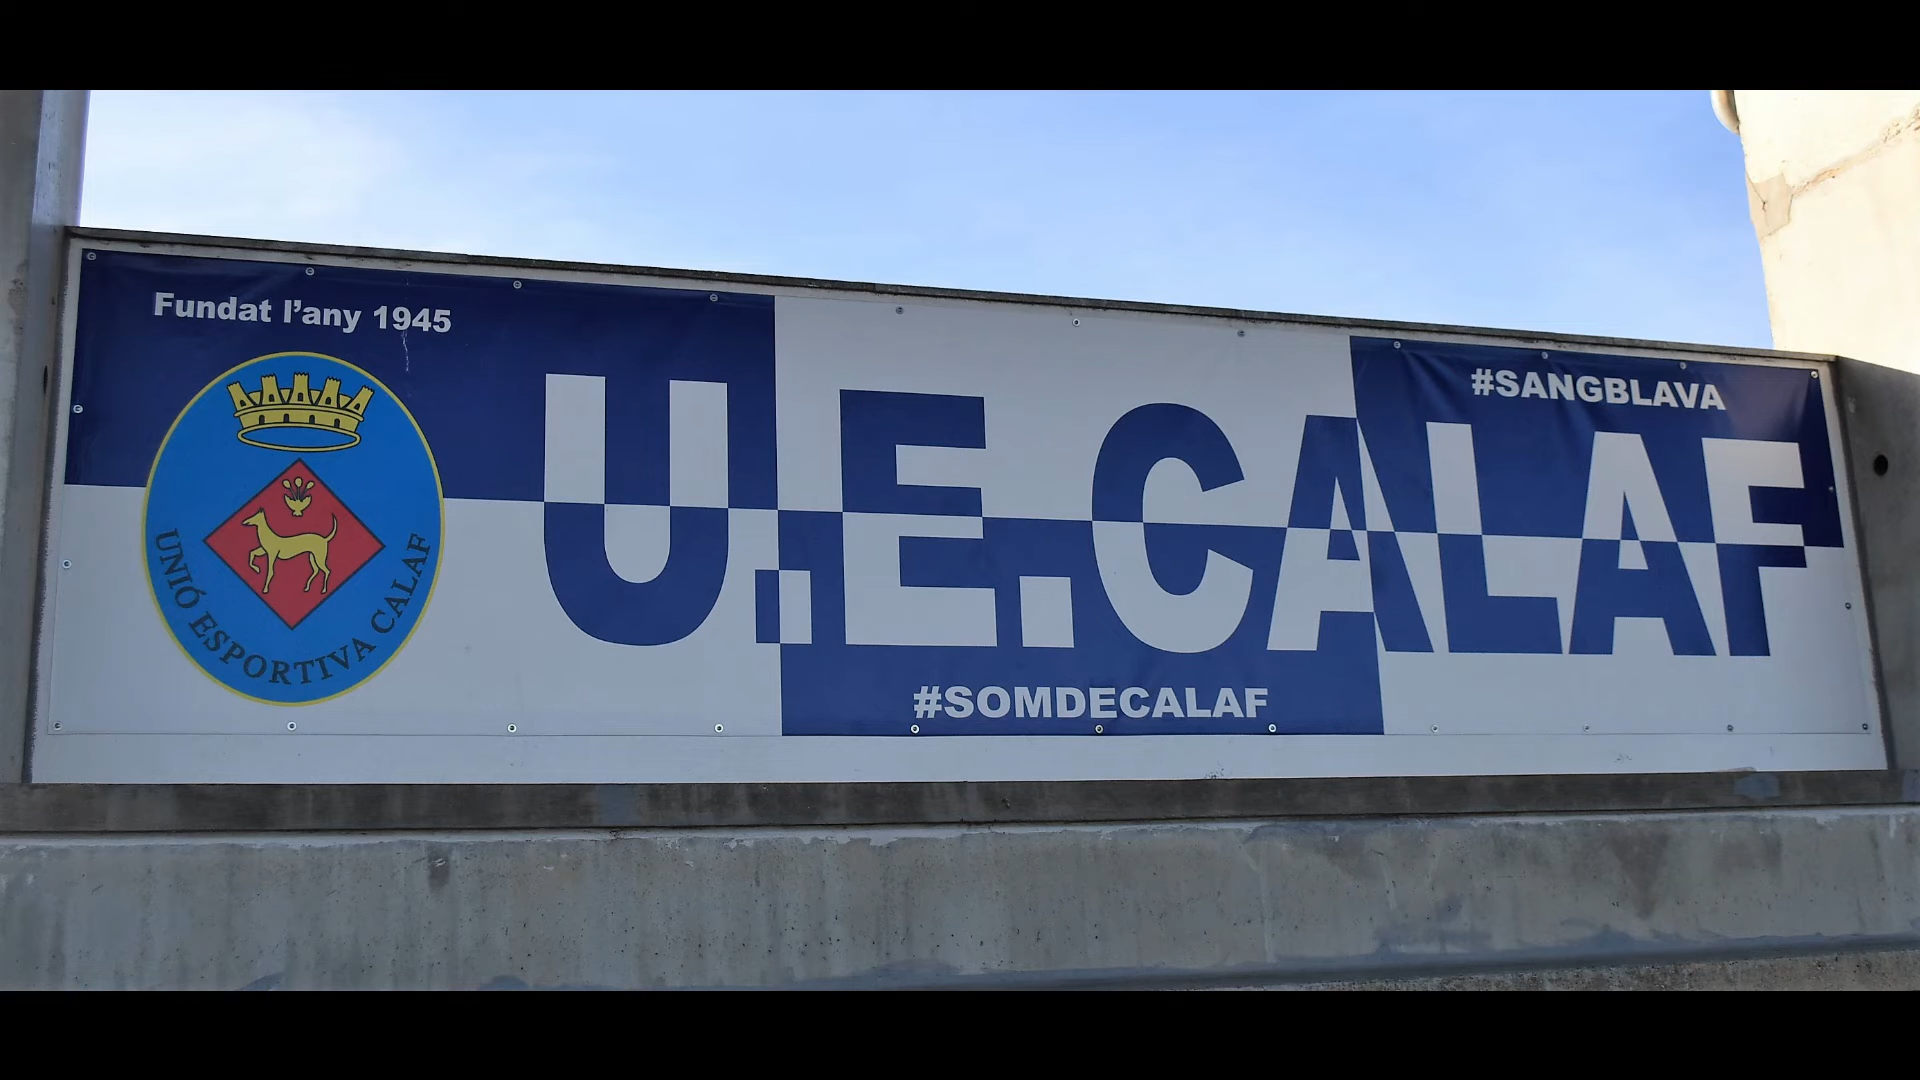 Fundat l'any 1945
#SANGBLAVA
U.E.CALAF
UNIÓ ESPORTIVA CALAF
#SOMDECALAF